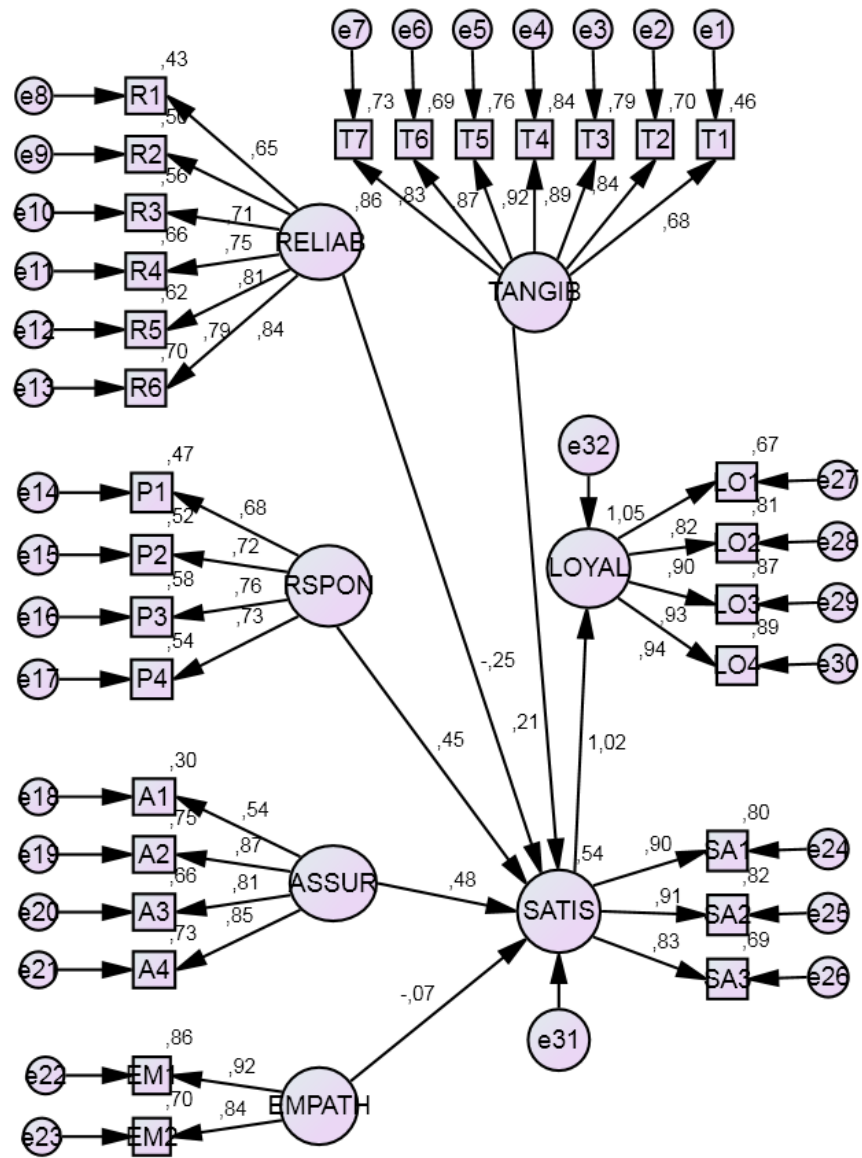 e7 e6 e5 e4 e3 e2 e1
,73 ,69 ,76 ,84 ,79 ,70 ,46
T7 T6 T5 T4 T3 T2 T1
,86 ,83 ,87 ,92 ,89 ,84 ,68
TANGIB
,43
e8 R1
,65
,50
e9 R2
,56
e10 R3 ,71
,66
e11 R4 ,75
,62
e12 R5 ,81
,70
e13 R6 ,79 ,84
RELIAB
,47
e14 P1 ,68
,52
e15 P2 ,72
,58
e16 P3 ,76
,54
e17 P4 ,73
RSPON
-,25
,21
,45
e32
LOYAL
1,05
,67
LO1 e27
,82 ,81
LO2 e28
,90 ,87
LO3 e29
,93 ,89
LO4 e30
,94
1,02
,30
e18 A1 ,54
,75
e19 A2 ,87
,66
e20 A3 ,81
,73
e21 A4 ,85
ASSUR
,48
,54
SATIS
,80
,90 SA1 e24
,82
,91 SA2 e25
,69
,83 SA3 e26
e31
-,07
,86
e22 EM1 ,92
,70
e23 EM2 ,84
EMPATH